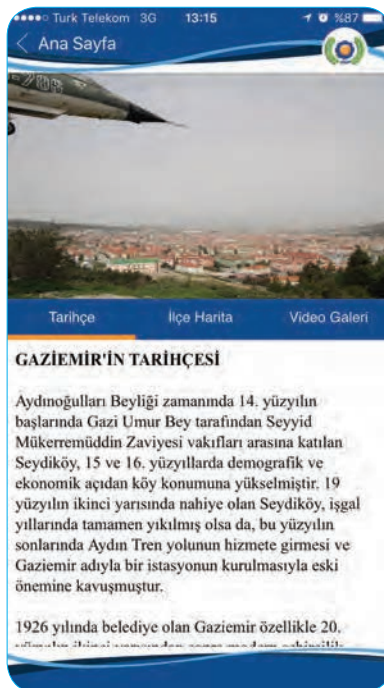 Turk Telekom 3G 13:15 %87
Ana Sayfa
Tarihçe İlçe Harita Video Galeri
GAZİEMİR'İN TARİHÇESİ
Aydınoğulları Beyliği zamanında 14. yüzyılın
başlarında Gazi Umur Bey tarafından Seyyid
Mükerremüddin Zaviyesi vakıfları arasına katılan
Seydiköy, 15 ve 16. yüzyıllarda demografik ve
ekonomik açıdan köy konumuna yükselmiştir. 19
yüzyılın ikinci yarısında nahiye olan Seydiköy, işgal
yıllarında tamamen yıkılmış olsa da, bu yüzyılın
sonlarında Aydın Tren yolunun hizmete girmesi ve
Gaziemir adıyla bir istasyonun kurulmasıyla eski
önemine kavuşmuştur.
1926 yılında belediye olan Gaziemir özellikle 20.